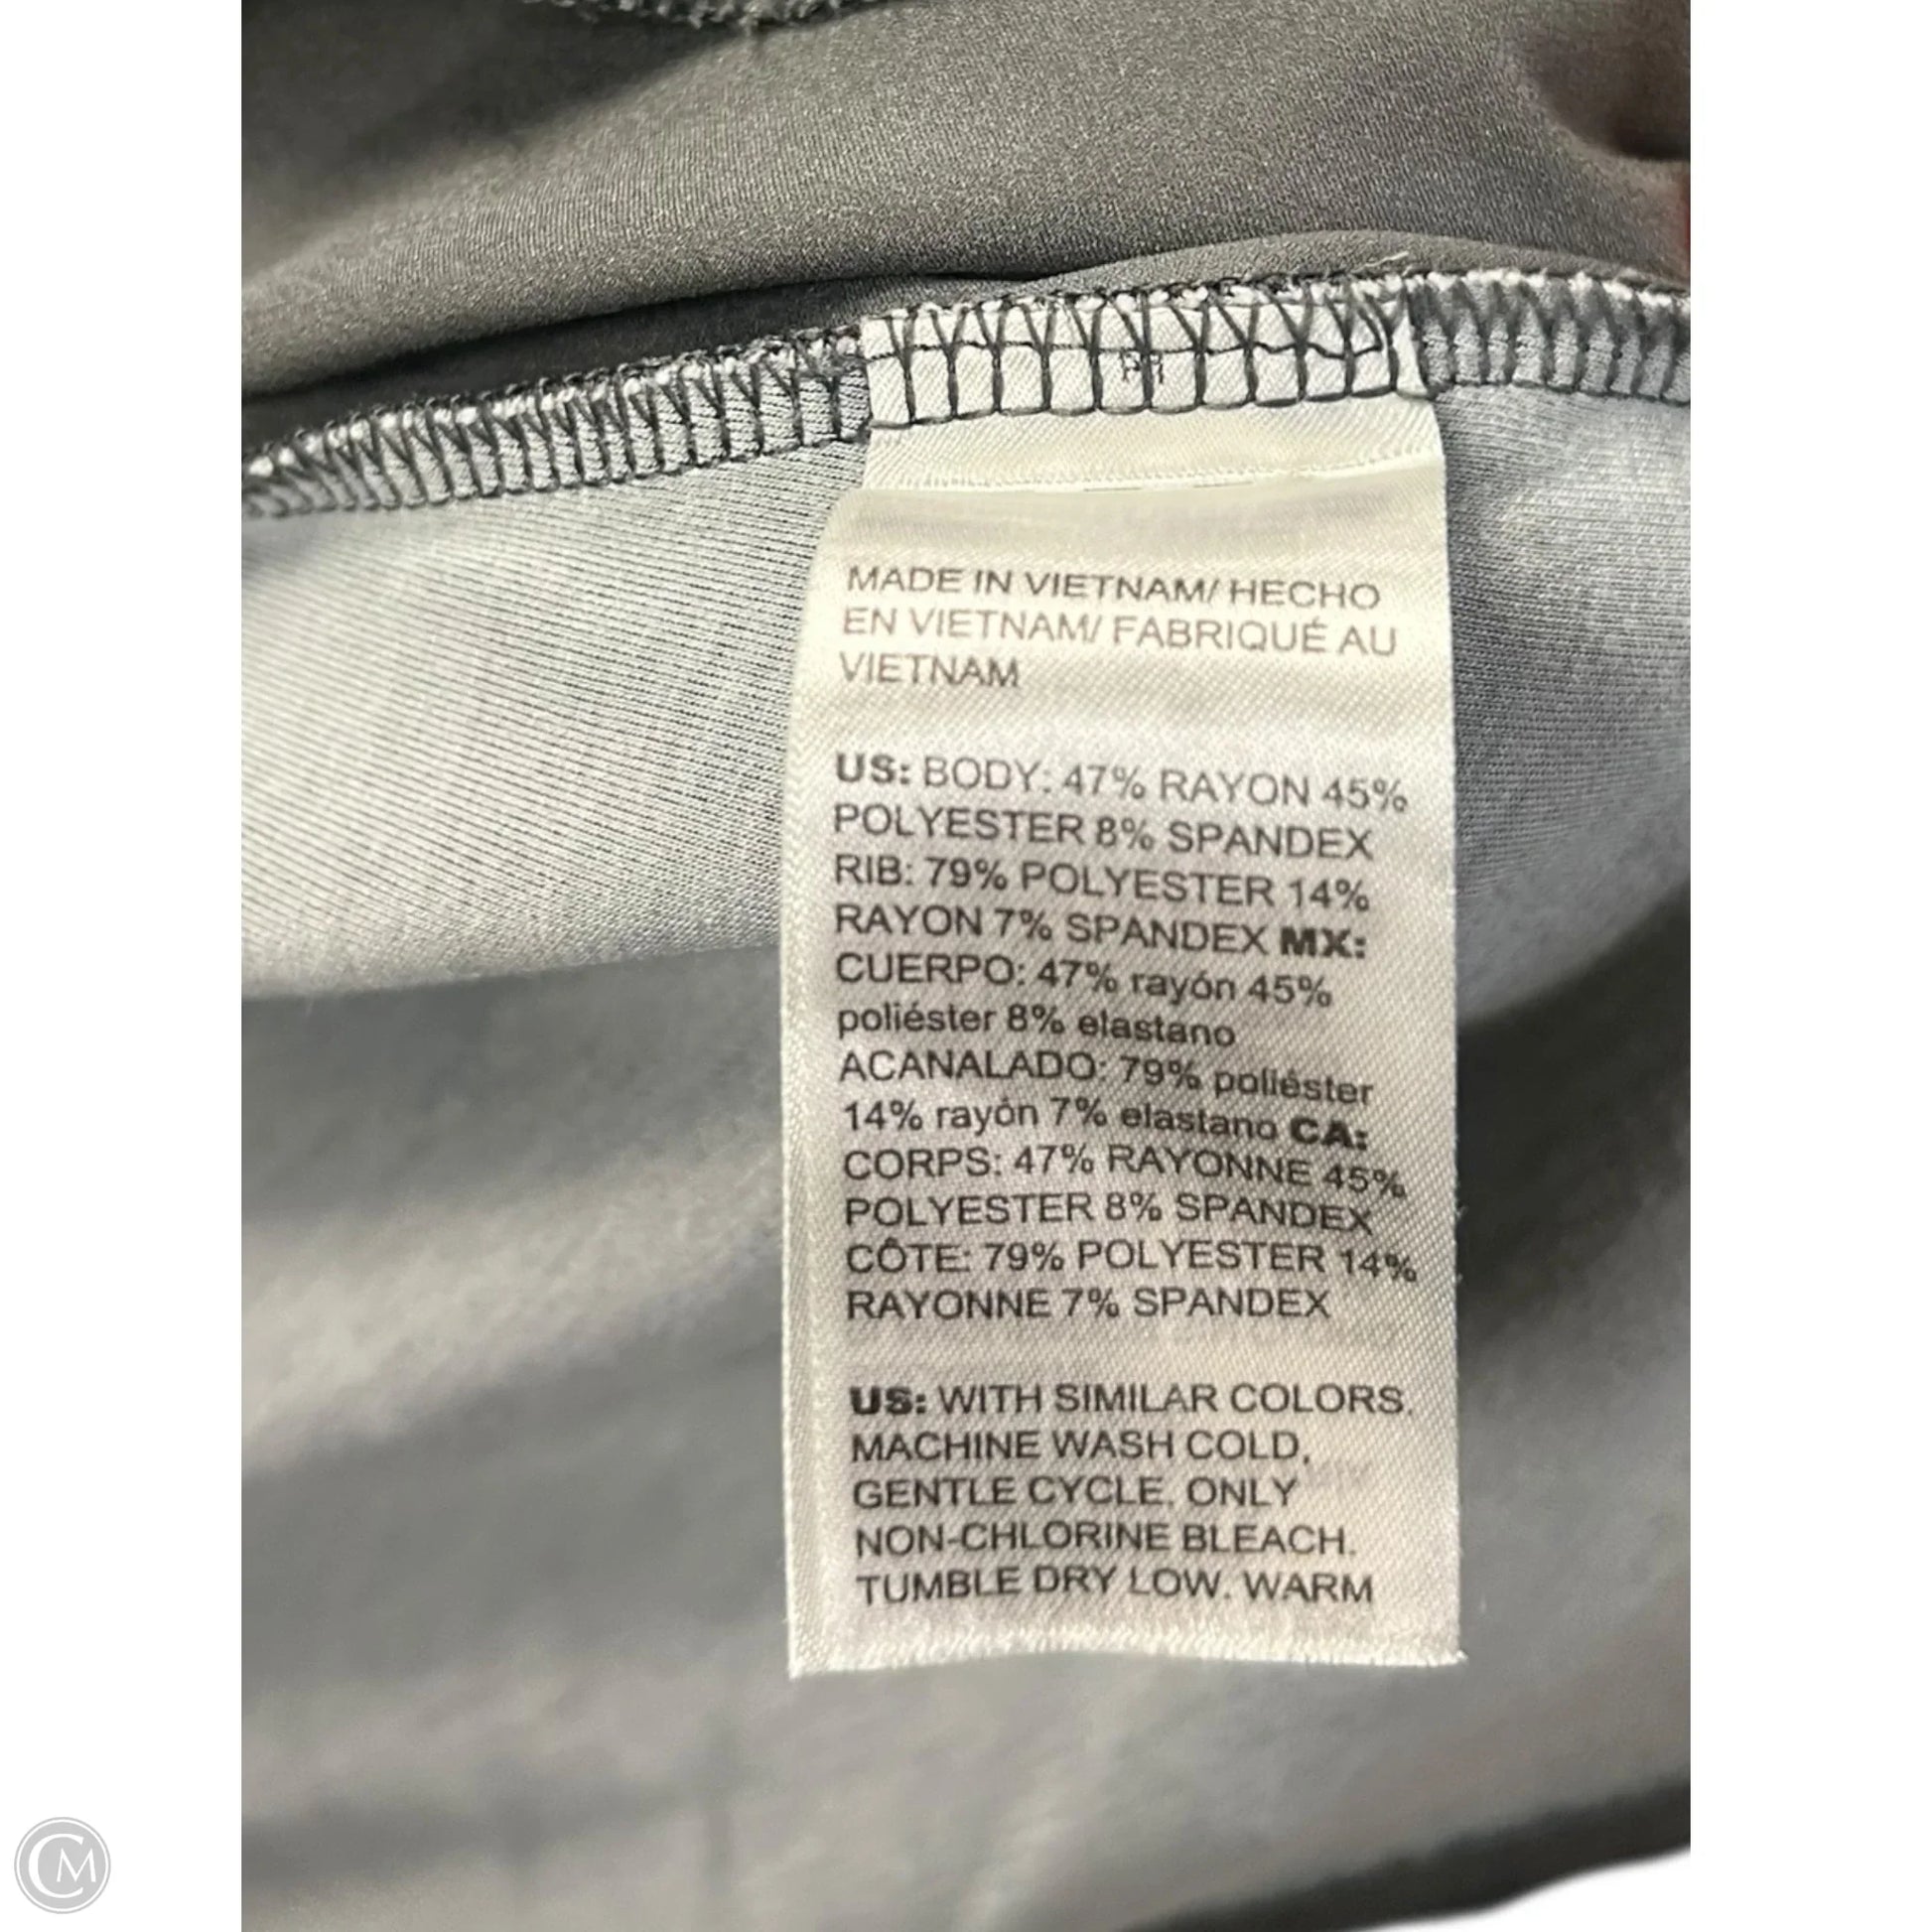 MADE IN VIETNAM/ HECHO
EN VIETNAM/ FABRIQUÉ AU
VIETNAM
US: BODY: 47% RAYON 45%
POLYESTER 8% SPANDEX
RIB: 79% POLYESTER 14%
RAYON 7% SPANDEX MX:
CUERPO: 47% rayón 45%
poliéster 8% elastano
ACANALADO: 79% poliéster
14% rayón 7% elastano CA:
CORPS: 47% RAYONNE 45%
POLYESTER 8% SPANDEX
CÔTE: 79% POLYESTER 14%
RAYONNE 7% SPANDEX
US: WITH SIMILAR COLORS.
MACHINE WASH COLD,
GENTLE CYCLE. ONLY
NON-CHLORINE BLEACH.
TUMBLE DRY LOW. WARM
CM